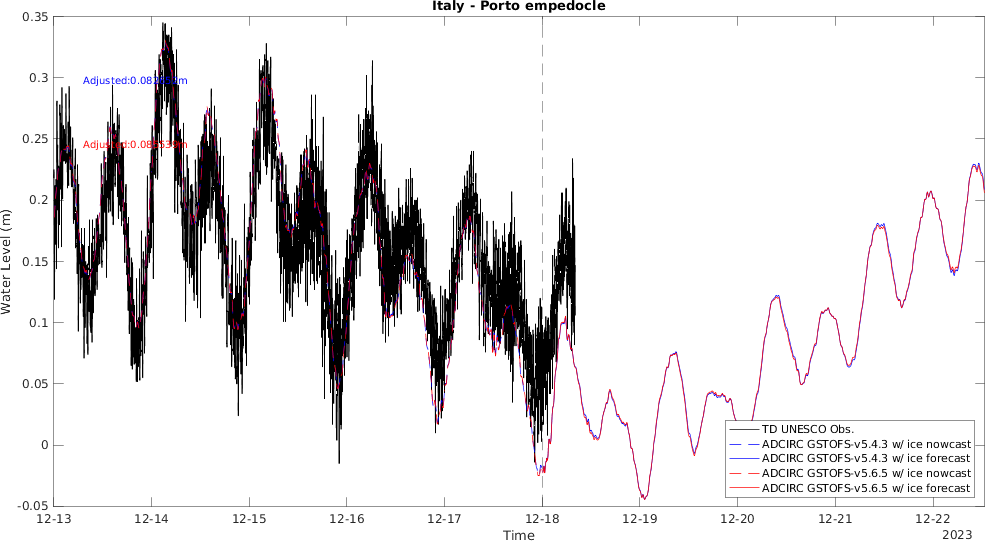 Italy - Porto empedocle
0.35
0.3
0.25
0.2
0.15
0.1
0.05
0
-0.05
Water Level (m)
12-13
12-14
12-15
12-16
12-17
12-18
12-19
12-20
12-21
12-22
Time
2023
TD UNESCO Obs.
ADCIRC GSTOFS-v5.4.3 w/ ice nowcast
ADCIRC GSTOFS-v5.4.3 w/ ice forecast
ADCIRC GSTOFS-v5.6.5 w/ ice nowcast
ADCIRC GSTOFS-v5.6.5 w/ ice forecast